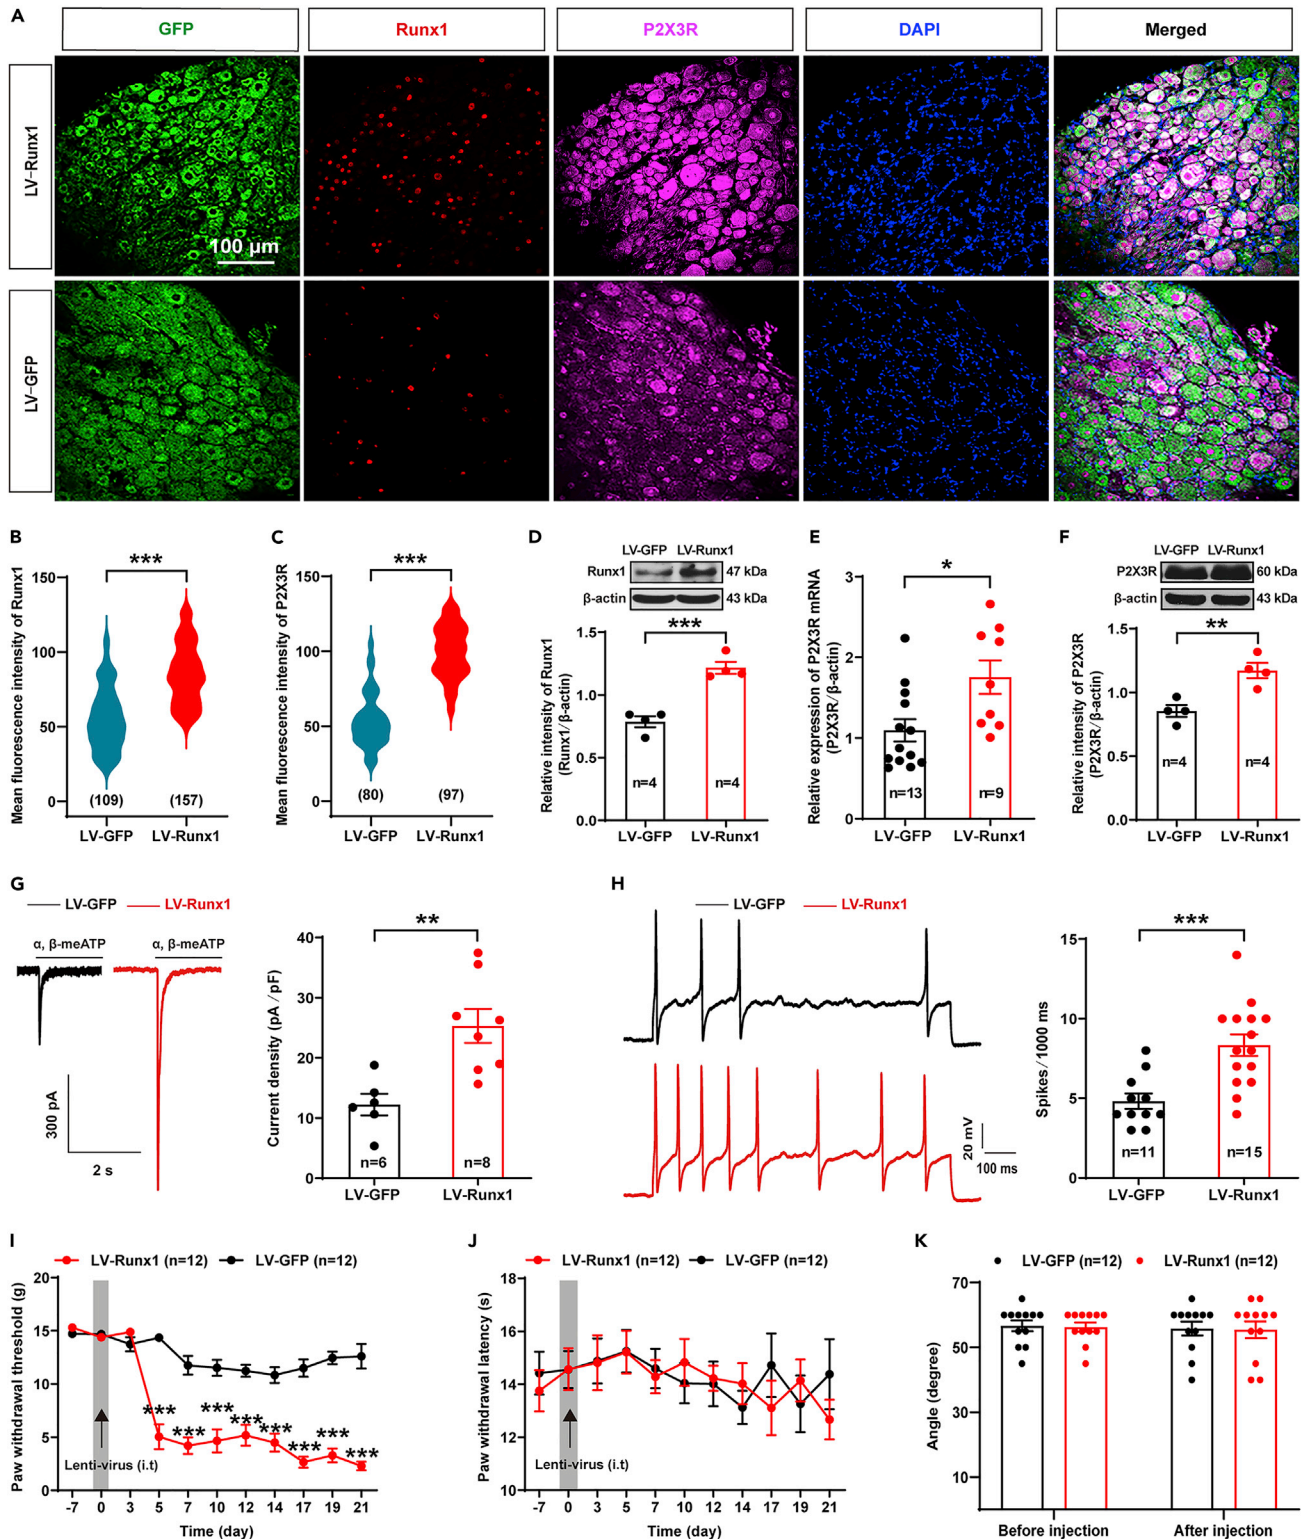 A
GFP
Runx1
P2X3R
DAPI
Merged
LV-Runx1
100 μm
LV-GFP
B
Mean fluorescence intensity of Runx1
150
100
50
0
***
(109)
(157)
LV-GFP
LV-Runx1
C
Mean fluorescence intensity of P2X3R
150
100
50
0
***
(80)
(97)
LV-GFP
LV-Runx1
D
LV-GFP LV-Runx1
Runx1
47 kDa
β-actin
43 kDa
Relative intensity of Runx1
(Runx1/β-actin)
1.5
1.0
0.5
0.0
***
n=4
n=4
LV-GFP
LV-Runx1
E
Relative expression of P2X3R mRNA
(P2X3R/β-actin)
3
2
1
0
*
n=13
n=9
LV-GFP
LV-Runx1
F
LV-GFP LV-Runx1
P2X3R
60 kDa
β-actin
43 kDa
Relative intensity of P2X3R
(P2X3R/β-actin)
1.5
1.0
0.5
0.0
**
n=4
n=4
LV-GFP
LV-Runx1
G
LV-GFP
LV-Runx1
α, β-meATP
α, β-meATP
300 pA
2 s
Current density (pA/pF)
40
30
20
10
0
**
n=6
n=8
LV-GFP
LV-Runx1
H
LV-GFP
LV-Runx1
20 mV
100 ms
Spikes/1000 ms
15
10
5
0
***
n=11
n=15
LV-GFP
LV-Runx1
I
LV-Runx1 (n=12)
LV-GFP (n=12)
Paw withdrawal threshold (g)
20
15
10
5
0
***
***
***
***
***
***
***
***
Lenti-virus (i.t)
-7 0 3 5 7 10 12 14 17 19 21
Time (day)
J
LV-Runx1 (n=12)
LV-GFP (n=12)
Paw withdrawal latency (s)
18
16
14
12
10
Lenti-virus (i.t)
-7 0 3 5 7 10 12 14 17 19 21
Time (day)
K
LV-GFP (n=12)
LV-Runx1 (n=12)
Angle (degree)
70
50
30
10
Before injection
After injection